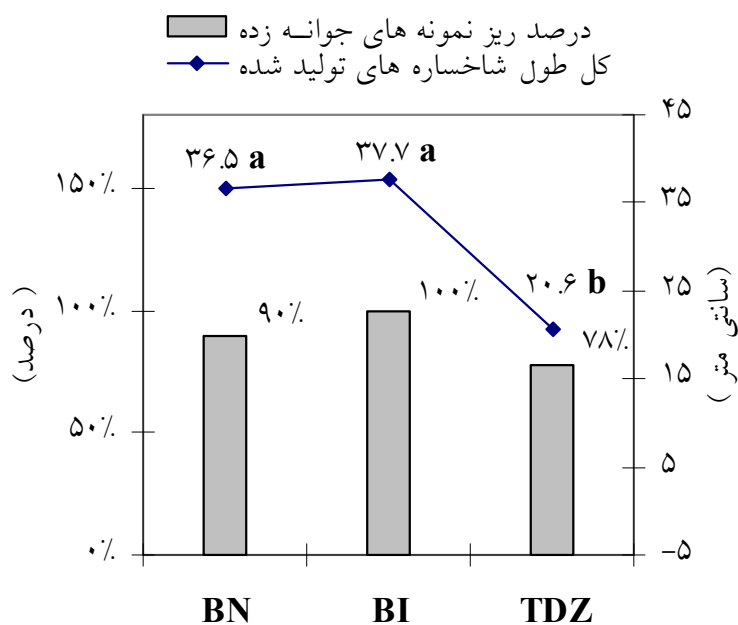 درصد ریز نمونه های جوانـه زده
کل طول شاخساره های تولید شده
۱۵۰٪
۱۰۰٪
۵۰٪
۰٪
(درصد)
۳۶.۵ a
۳۷.۷ a
۲۰.۶ b
۹۰٪
۱۰۰٪
۷۸٪
۴۵
۳۵
۲۵
۱۵
۵
-۵
(سانتی متر)
BN BI TDZ